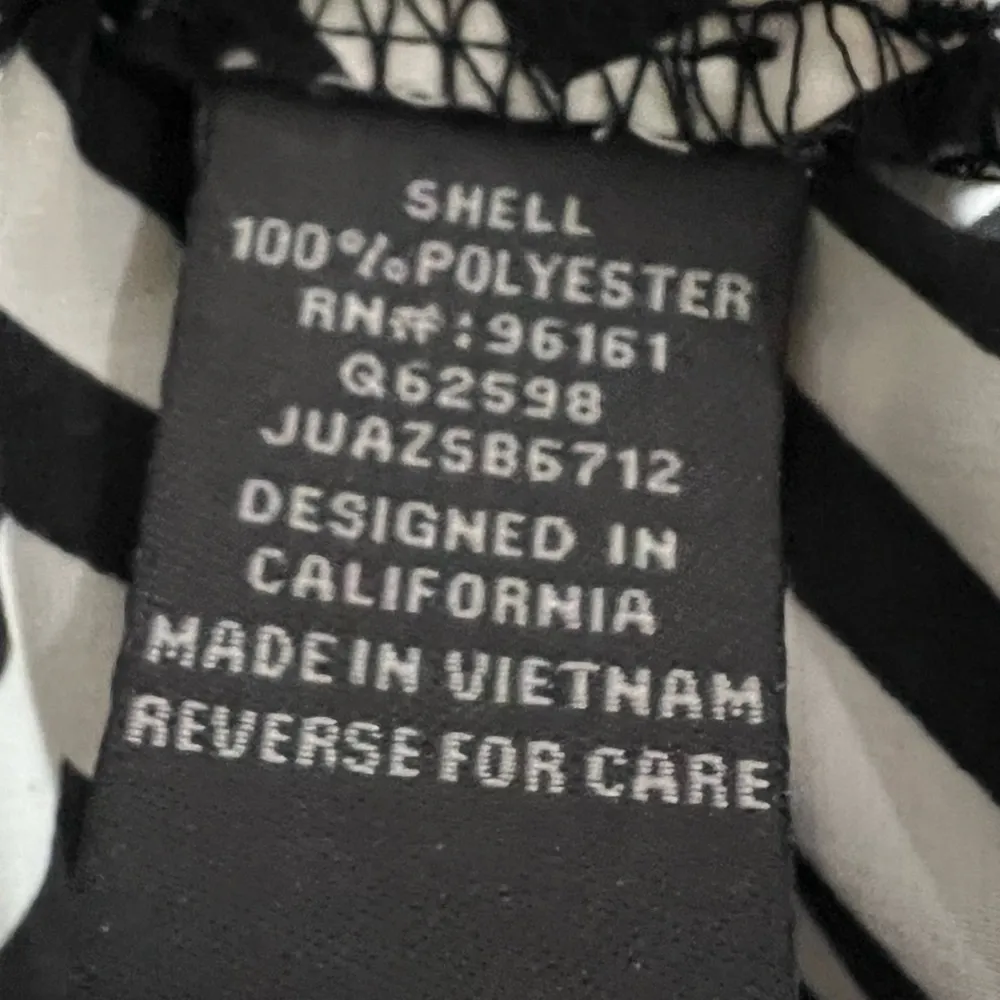 SHELL
100%POLYESTER
RN#:96161
Q62598
JUAZSB6712
DESIGNED IN
CALIFORNIA
MADE IN VIETNAM
REVERSE FOR CARE